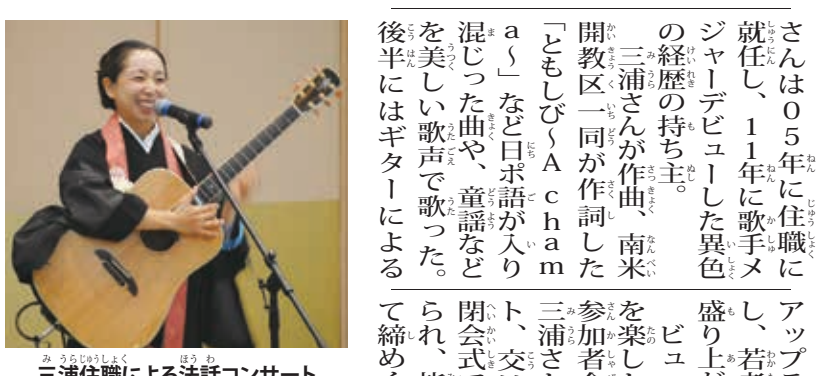 さんは05年に住職に
就任し、11年に歌手メ
ジャーデビューした異色
の経歴の持ち主。
三浦さんが作曲、南米
開教区一同が作詞した
「ともしび~A cham
a~」など日ポ語が入り
混じった曲や、童謡など
を美しい歌声で歌った。
後半にはギターによる
アップ
し、若者
盛り上が
ビュ
を楽し
参加者
三浦さ
ト、交
閉会式
られ、
て締め
三浦住職による法話コンサート